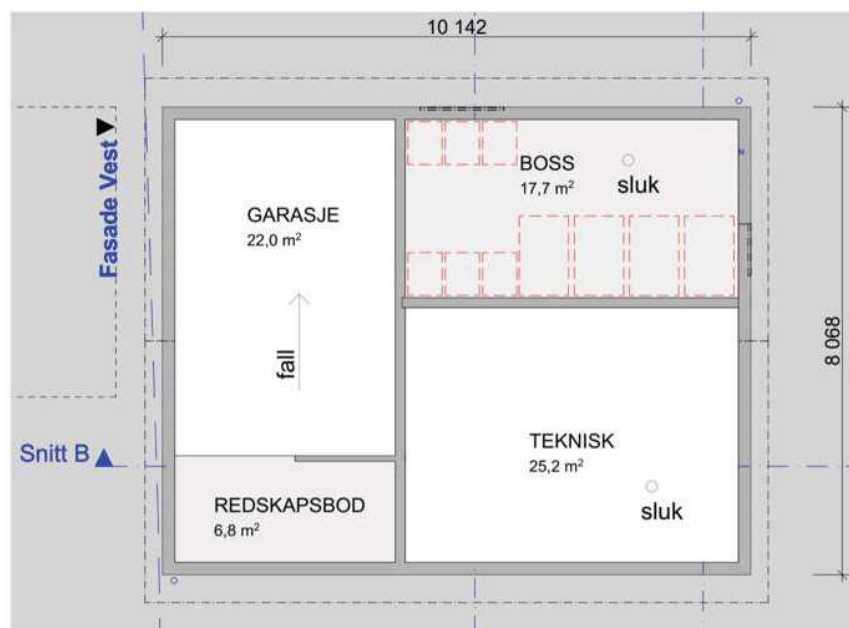 10 142
Fasade Vest
BOSS
17,7 m²
sluk
GARASJE
22,0 m²
fall
8 068
Snitt B
TEKNISK
25,2 m²
REDSKAPSBOD
6,8 m²
sluk